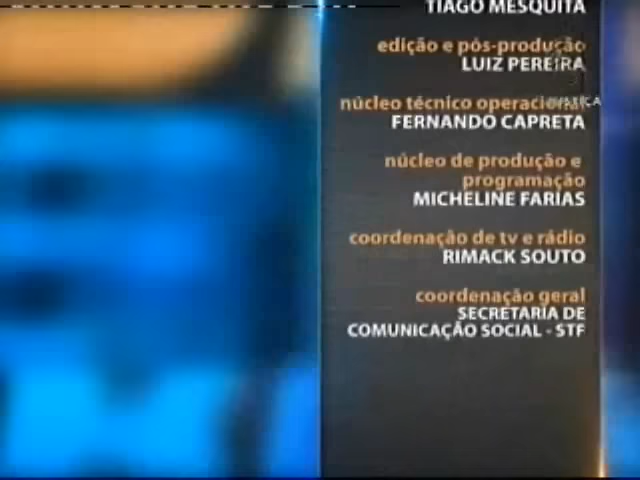 TIAGO MESQUITA
edição e pós-produção
LUIZ PEREIRA
núcleo técnico operacional
FERNANDO CAPRETA
núcleo de produção e
programação
MICHELINE FARIAS
coordenação de tv e rádio
RIMACK SOUTO
coordenação geral
SECRETARIA DE
COMUNICAÇÃO SOCIAL - STF